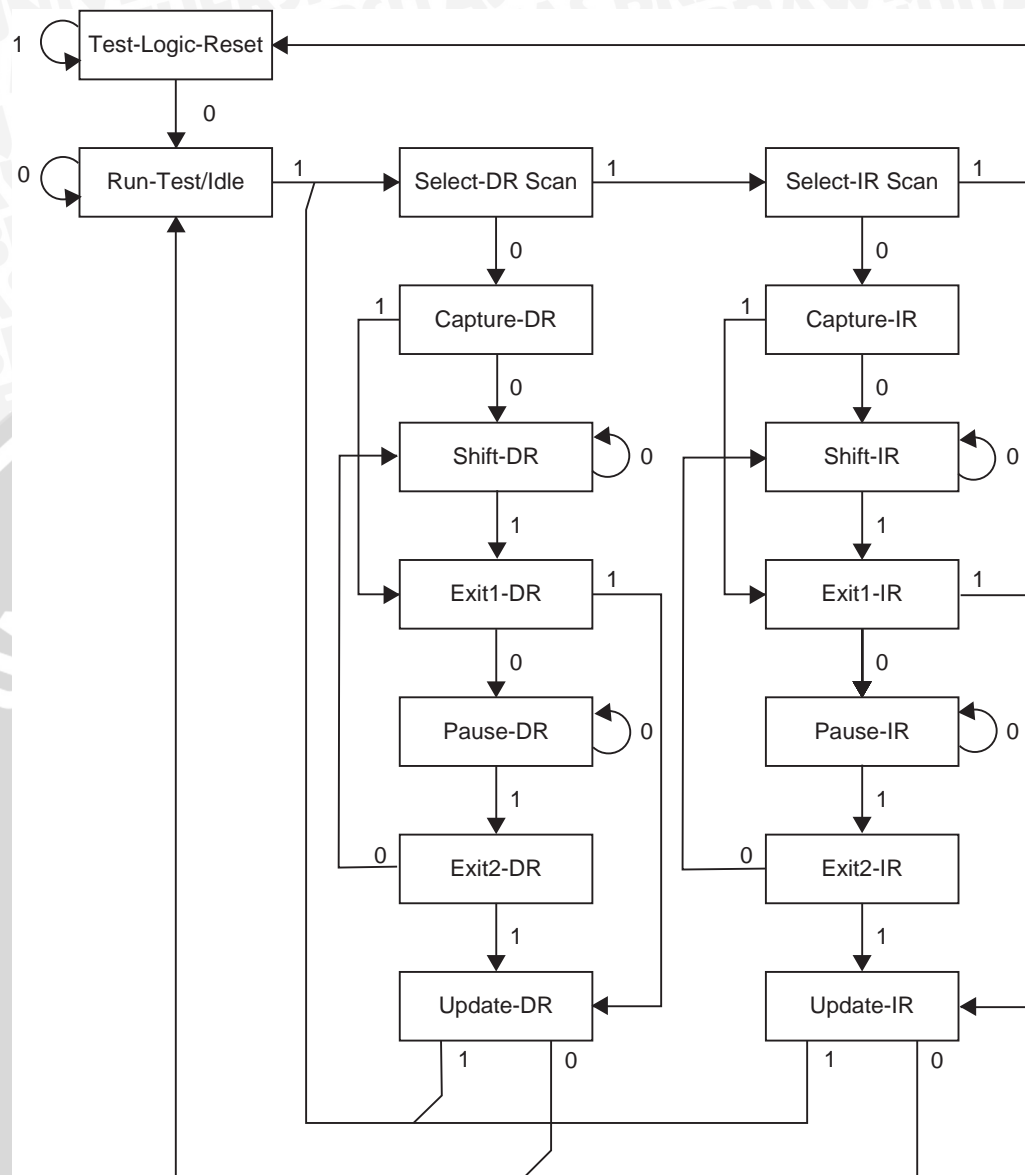 1 Test-Logic-Reset
0
0 Run-Test/Idle 1 Select-DR Scan 1 Select-IR Scan 1
0 0
1 Capture-DR 1 Capture-IR
0 0
Shift-DR 0 Shift-IR 0
1 1
Exit1-DR 1 Exit1-IR 1
0 0
Pause-DR 0 Pause-IR 0
1 1
0 Exit2-DR 0 Exit2-IR
1 1
Update-DR Update-IR
1 0 1 0